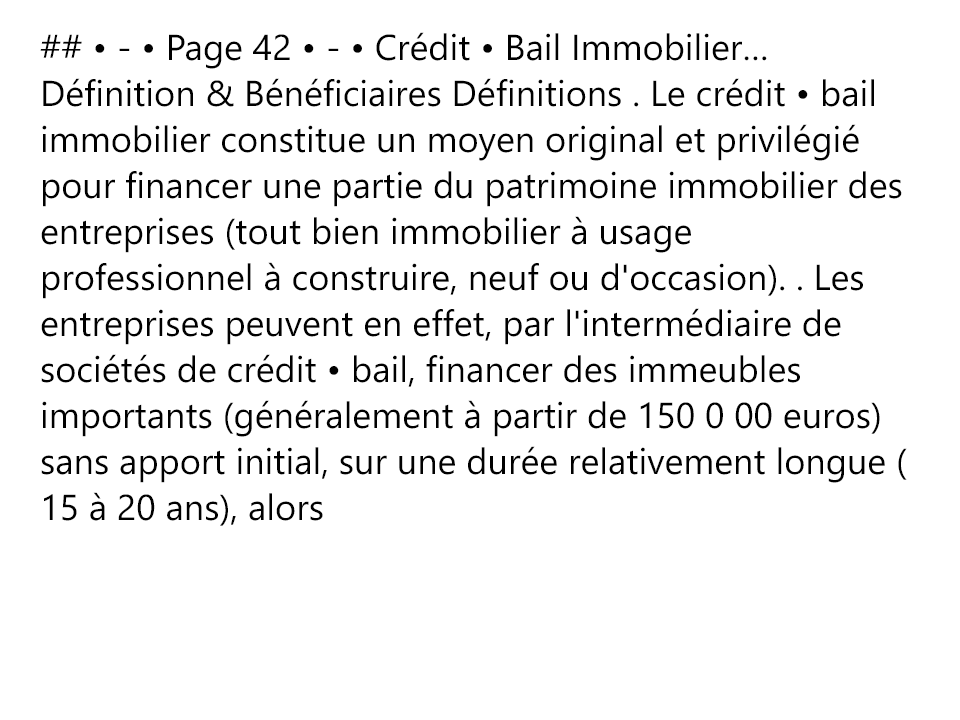 ## • - • Page 42 • - • Crédit • Bail Immobilier...
Définition & Bénéficiaires Définitions . Le crédit • bail
immobilier constitue un moyen original et privilégié
pour financer une partie du patrimoine immobilier des
entreprises (tout bien immobilier à usage
professionnel à construire, neuf ou d'occasion). . Les
entreprises peuvent en effet, par l'intermédiaire de
sociétés de crédit • bail, financer des immeubles
importants (généralement à partir de 150 0 00 euros)
sans apport initial, sur une durée relativement longue (
15 à 20 ans), alors